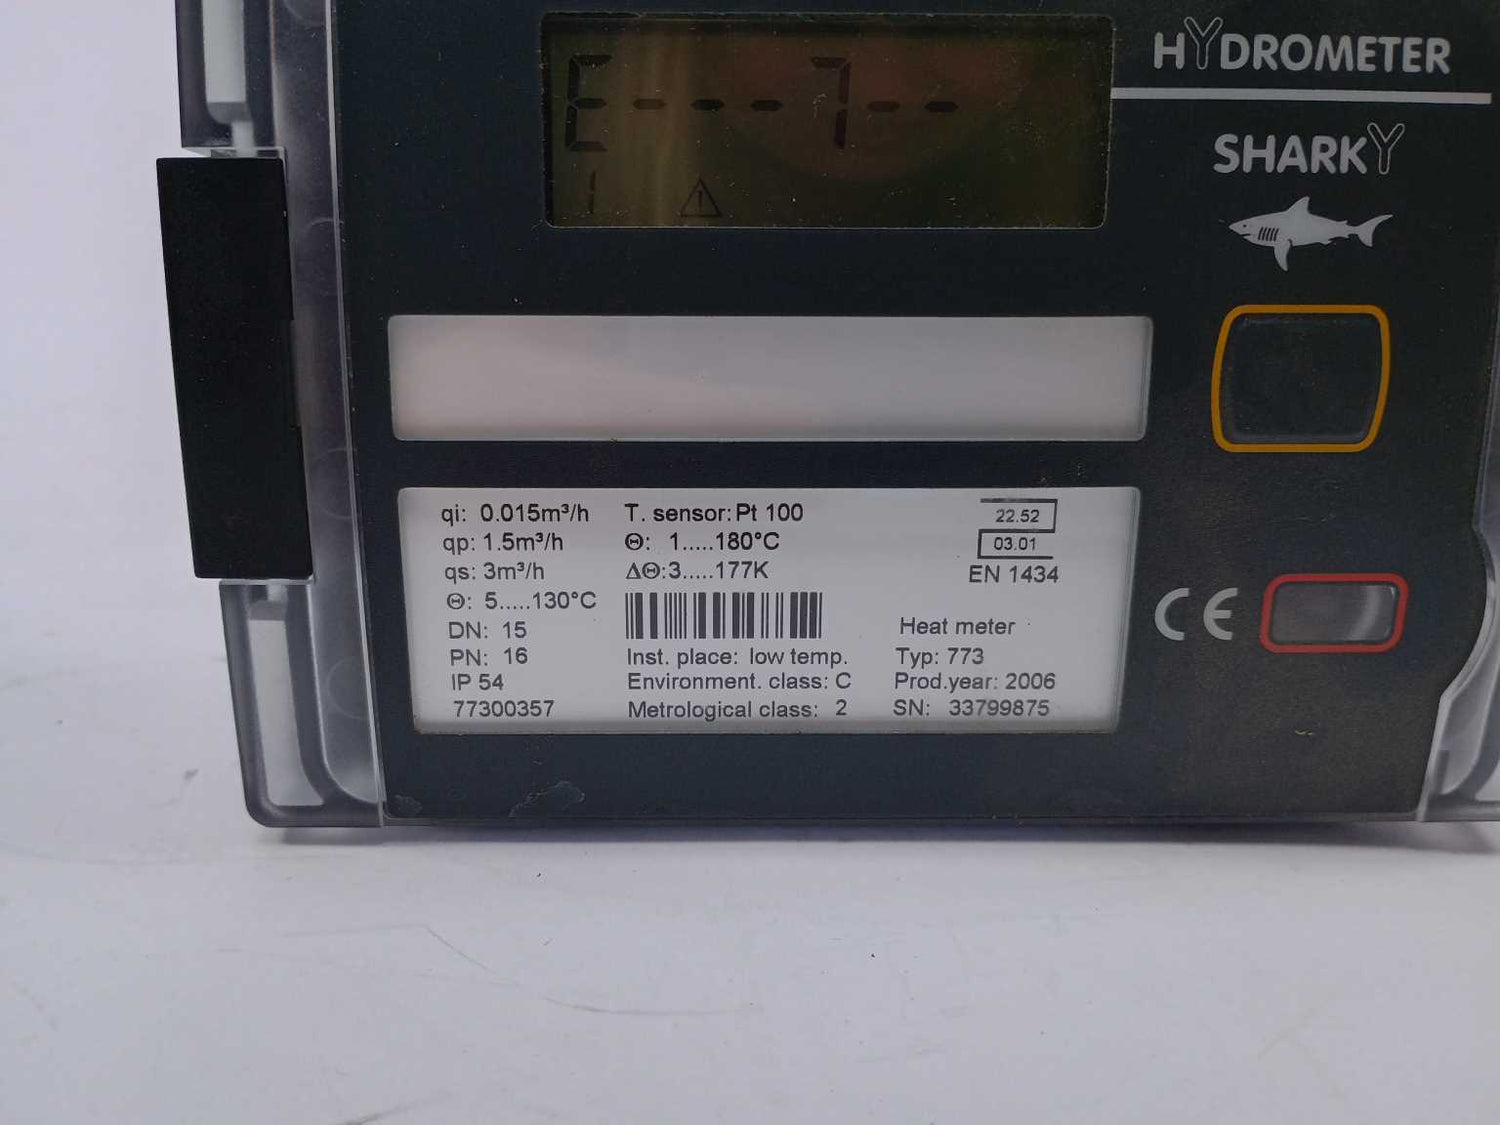 E---7--
1
HYDROMETER
SHARKY
qi: 0.015m³/h
qp: 1.5m³/h
qs: 3m³/h
Θ: 5.....130°C
DN: 15
PN: 16
IP 54
77300357
T. sensor: Pt 100
Θ: 1.....180°C
ΔΘ:3.....177K
Inst. place: low temp.
Environment. class: C
Metrological class: 2
22.52
03.01
EN 1434
Heat meter
Typ: 773
Prod.year: 2006
SN: 33799875
CE